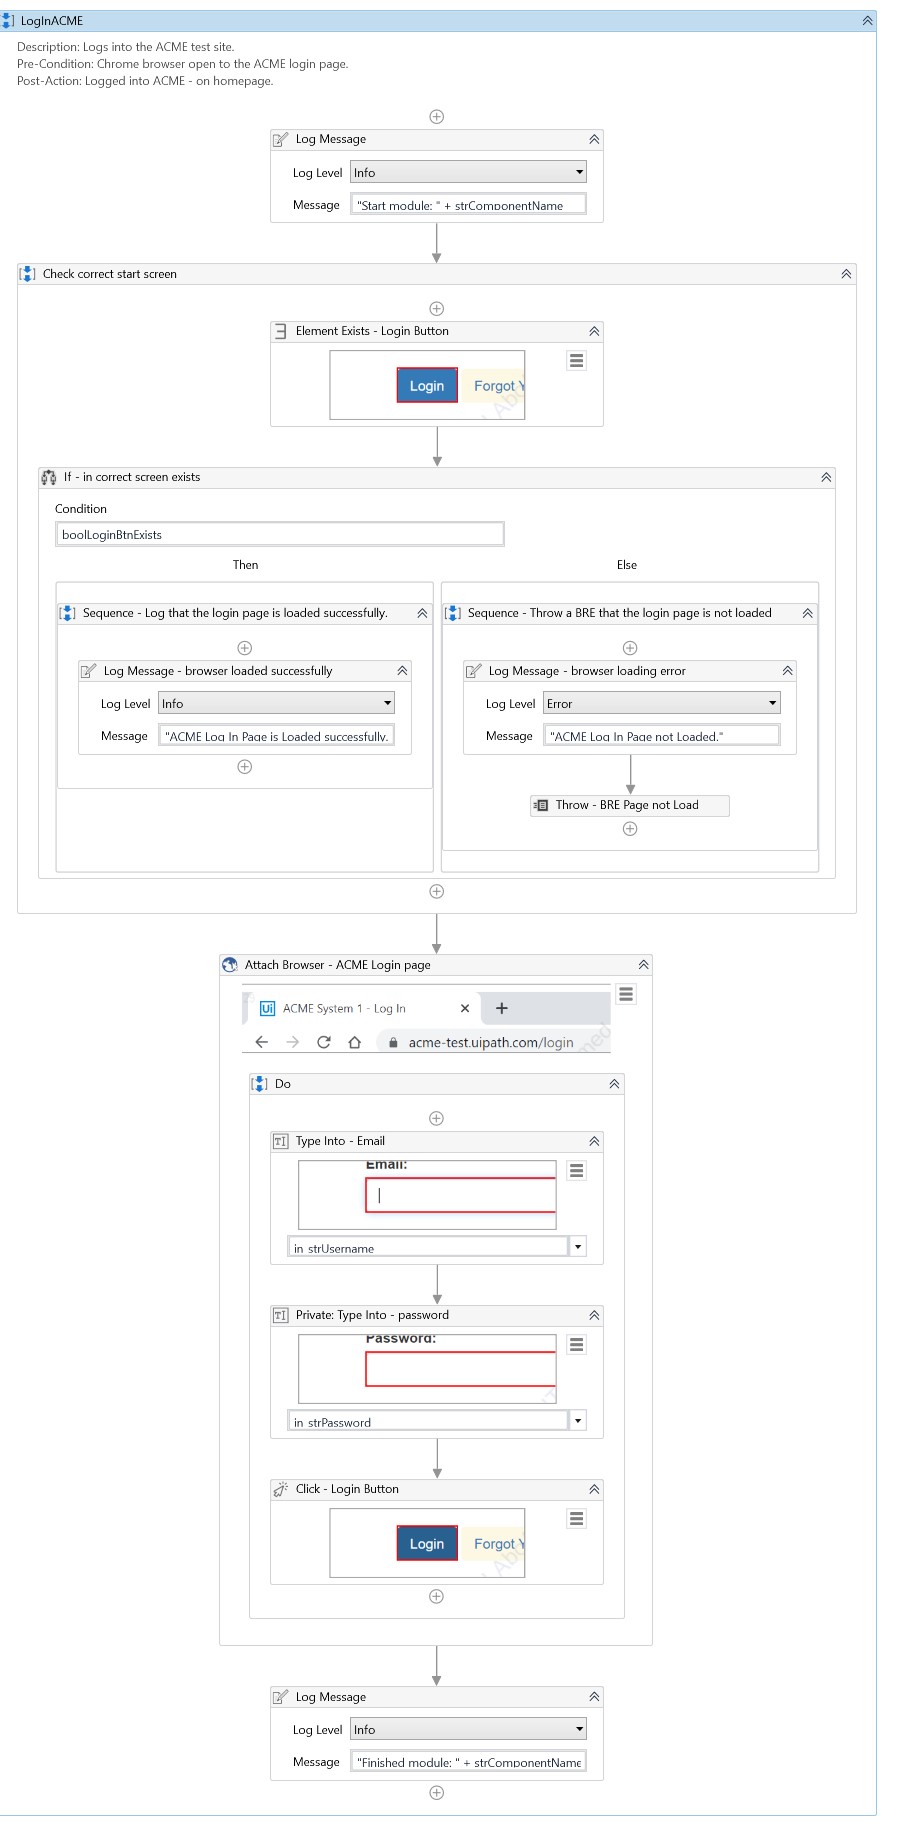 LogInACME
Description: Logs into the ACME test site.
Pre-Condition: Chrome browser open to the ACME login page.
Post-Action: Logged into ACME - on homepage.
Log Message
Log Level Info
Message "Start module: " + strComponentName
Check correct start screen
Element Exists - Login Button
Login Forgot Y
If - in correct screen exists
Condition
boolLoginBtnExists
Then
Else
Sequence - Log that the login page is loaded successfully.
Log Message - browser loaded successfully
Log Level Info
Message "ACME Log In Page is Loaded successfully.
Sequence - Throw a BRE that the login page is not loaded
Log Message - browser loading error
Log Level Error
Message "ACME Log In Page not Loaded."
Throw - BRE Page not Load
Attach Browser - ACME Login page
Ui ACME System 1 - Log In
acme-test.uipath.com/login
Do
Type Into - Email
Email:
in_strUsername
Private: Type Into - password
Password:
in_strPassword
Click - Login Button
Login Forgot Y
Log Message
Log Level Info
Message "Finished module: " + strComponentName